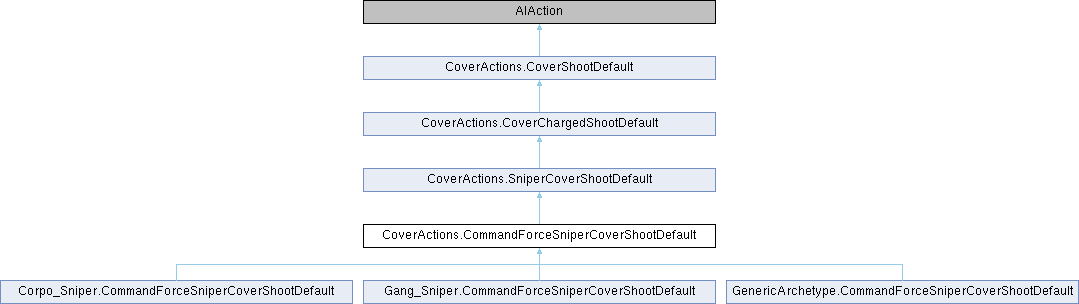 AIAction
CoverActions.CoverShootDefault
CoverActions.CoverChargedShootDefault
CoverActions.SniperCoverShootDefault
CoverActions.CommandForceSniperCoverShootDefault
Corpo_Sniper.CommandForceSniperCoverShootDefault
Gang_Sniper.CommandForceSniperCoverShootDefault
GenericArchetype.CommandForceSniperCoverShootDefault